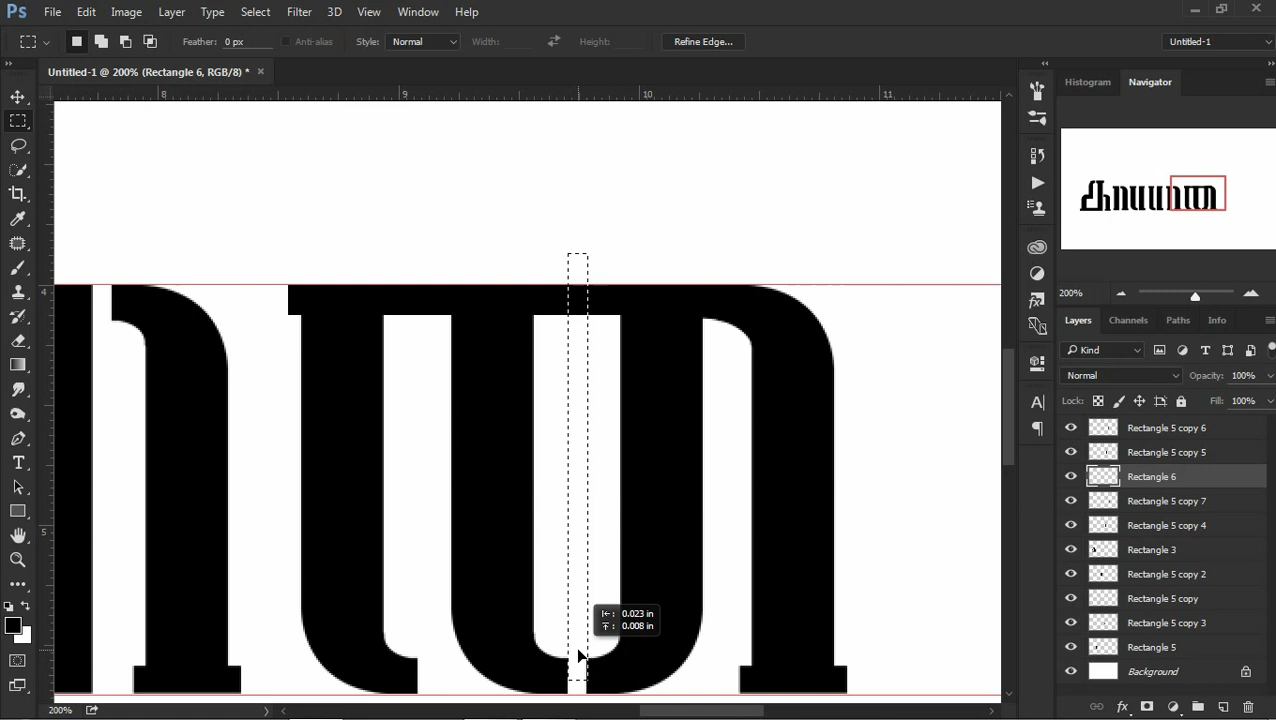 Ps File Edit Image Layer Type Select Filter 3D View Window Help
Feather: 0 px Anti-alias Style: Normal Width: Height: Refine Edge... Untitled-1
Untitled-1 @ 200% (Rectangle 6, RGB/8) * ×
Histogram Navigator
8 9 10 11
4
5
200%
Layers Channels Paths Info
Kind
Normal Opacity: 100%
Lock: Fill: 100%
Rectangle 5 copy 6
Rectangle 5 copy 5
Rectangle 6
Rectangle 5 copy 7
Rectangle 5 copy 4
Rectangle 3
Rectangle 5 copy 2
Rectangle 5 copy
Rectangle 5 copy 3
Rectangle 5
Background
0.023 in
0.008 in
200%